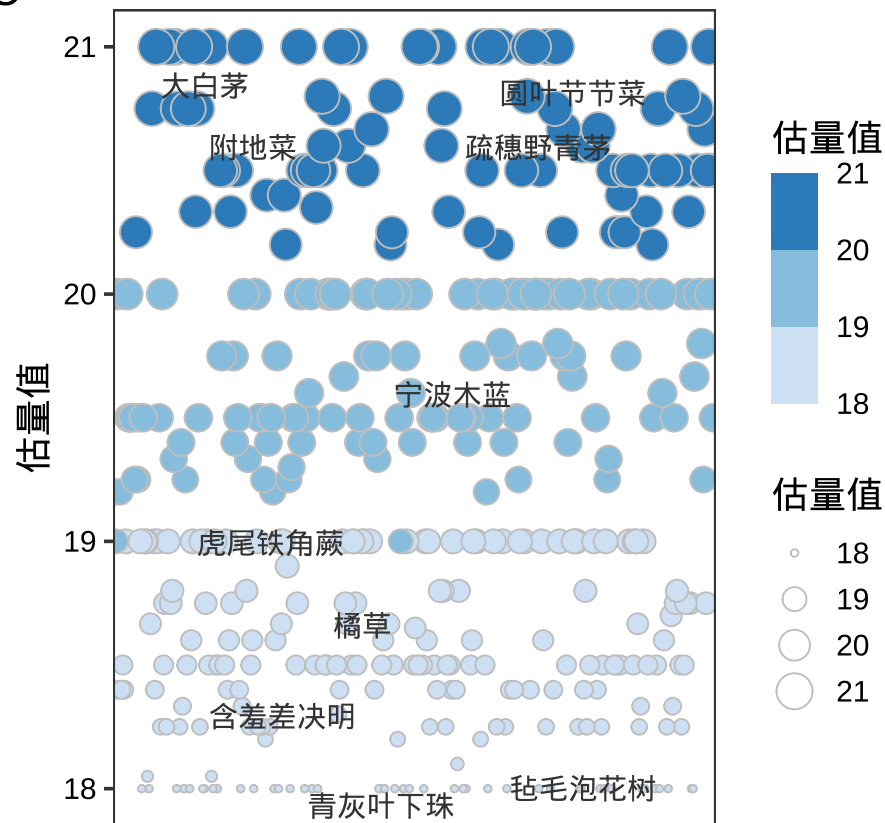 21
大白茅
圆叶节节菜
附地菜
疏穗野青茅
20
宁波木蓝
19
虎尾铁角蕨
橘草
含羞差决明
18
毡毛泡花树
青灰叶下珠
估量值
估量值
21
20
19
18
估量值
18
19
20
21